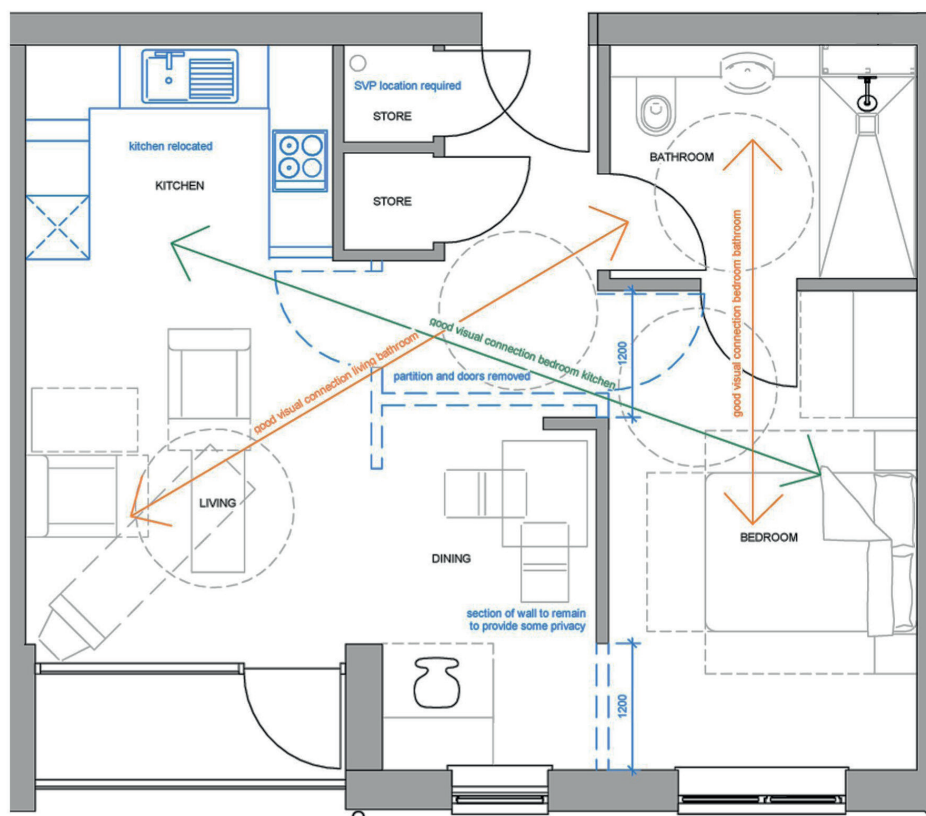 SVP location required
STORE
kitchen relocated
KITCHEN
BATHROOM
STORE
good visual connection living bathroom
good visual connection bedroom kitchen
good visual connection bedroom bathroom
1200
partition and doors removed
LIVING
DINING
BEDROOM
section of wall to remain
to provide some privacy
1200